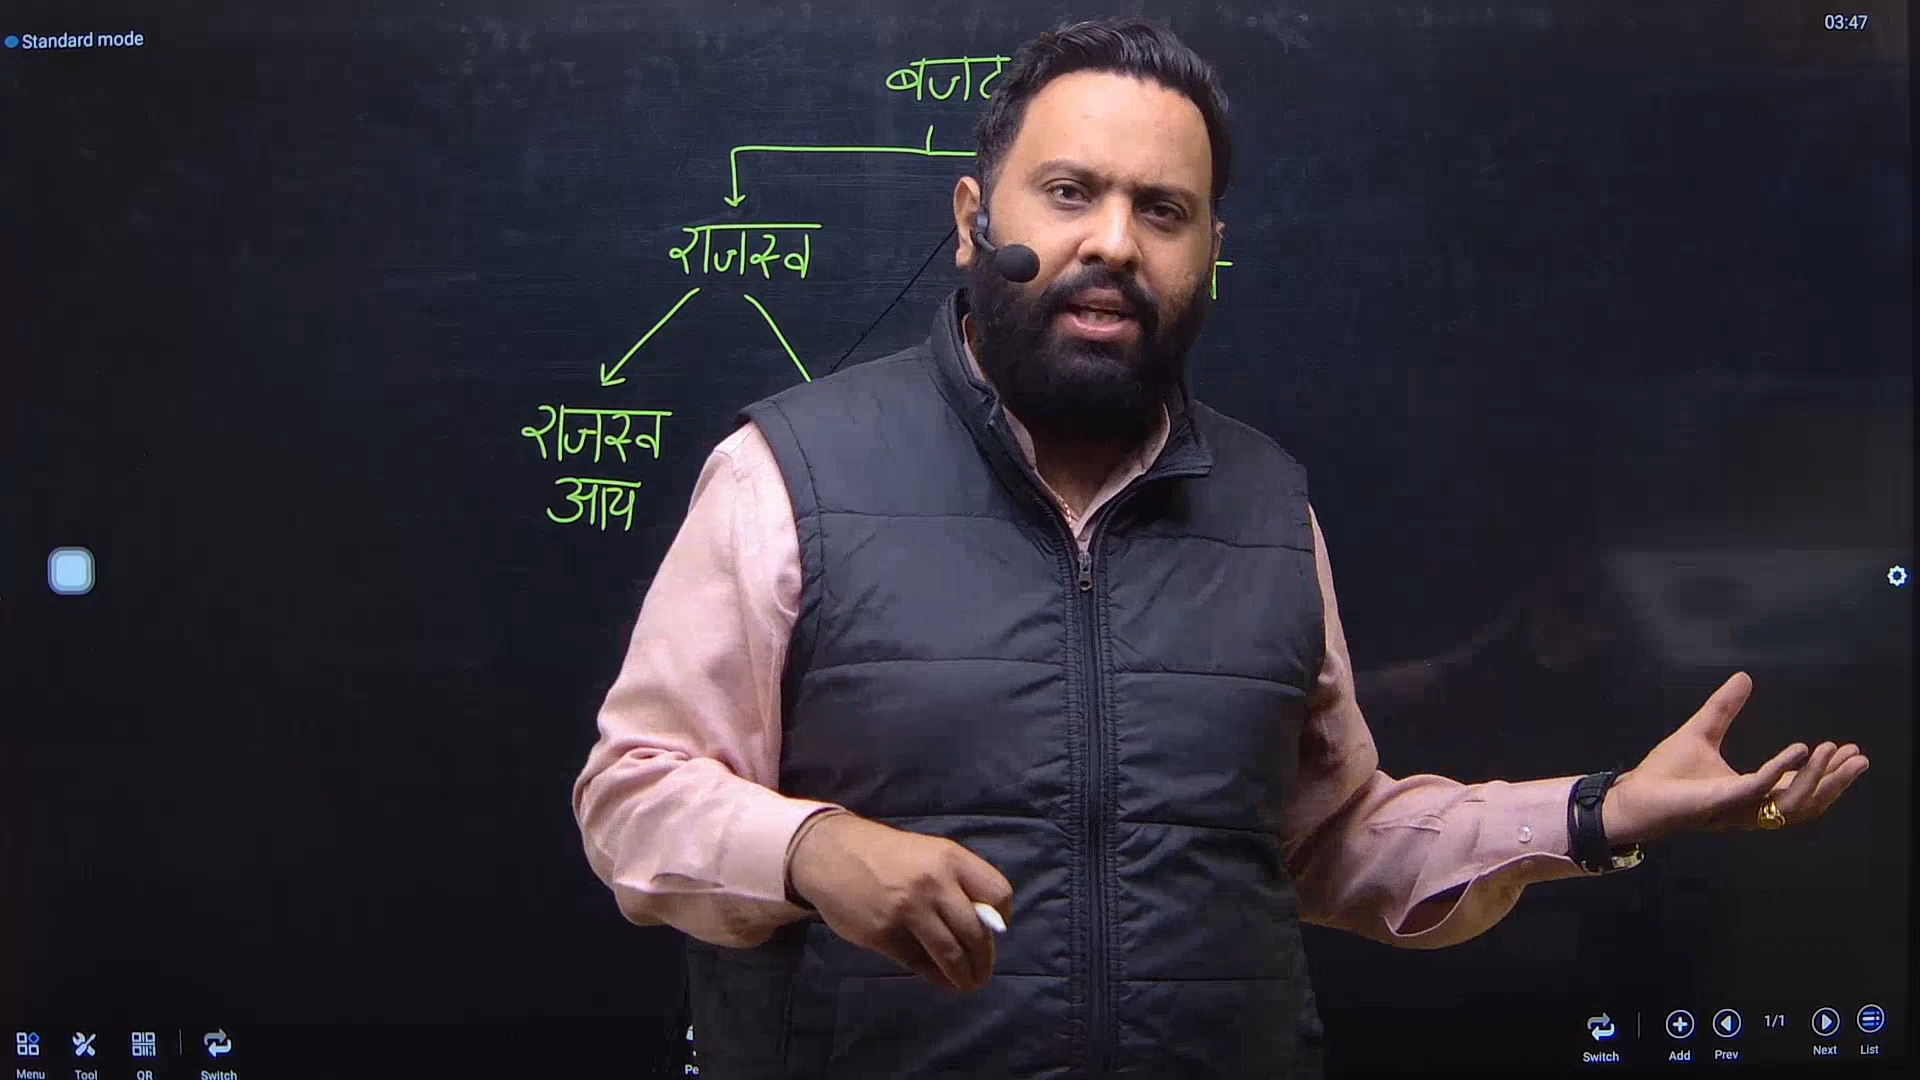 Standard mode
03:47
बजट
राजस्व
राजस्व
आय
Menu
Tool
QR
Switch
Pe
Switch
Add
Prev
1/1
Next
List